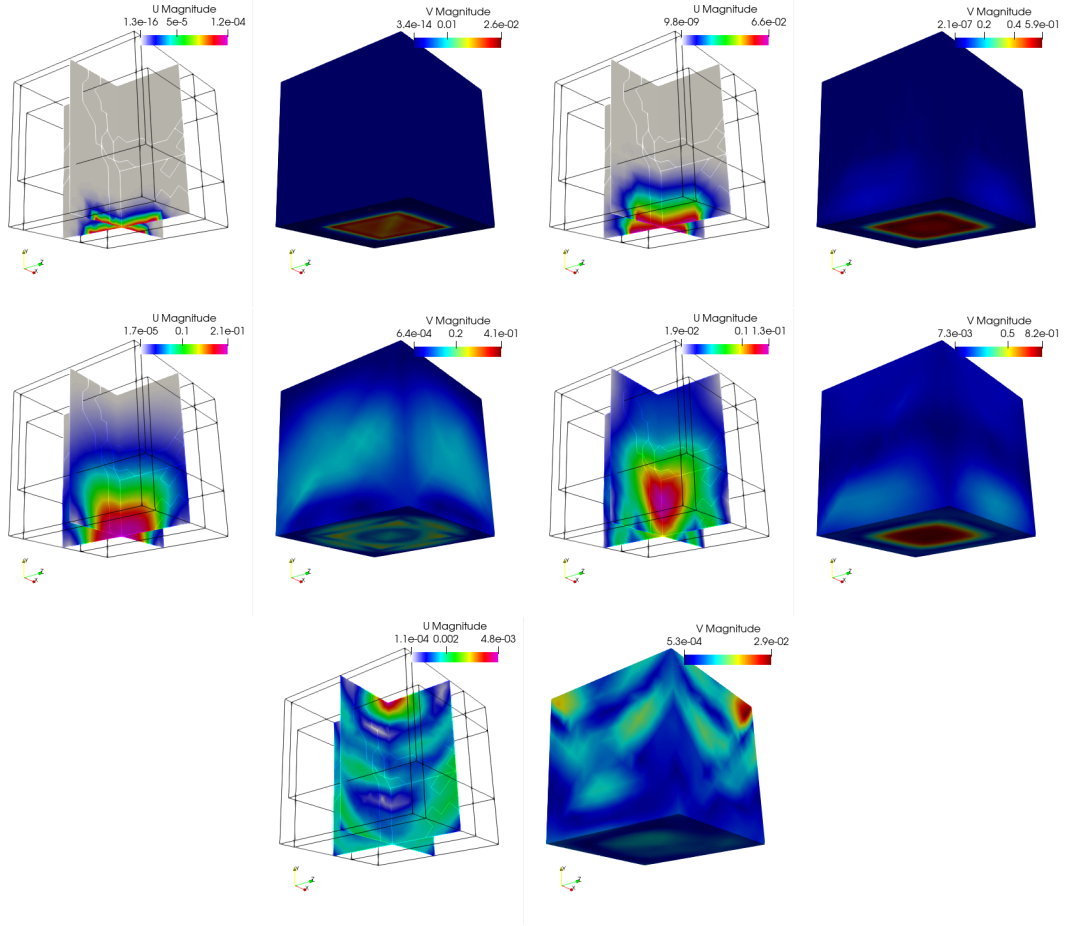 U Magnitude
1.3e-16 5e-5 1.2e-04
V Magnitude
3.4e-14 0.01 2.6e-02
U Magnitude
9.8e-09 6.6e-02
V Magnitude
2.1e-07 0.2 0.4 5.9e-01
Y
Z
X
Y
Z
X
Y
Z
X
Y
Z
X
U Magnitude
1.7e-05 0.1 2.1e-01
V Magnitude
6.4e-04 0.2 4.1e-01
U Magnitude
1.9e-02 0.1 1.3e-01
V Magnitude
7.3e-03 0.5 8.2e-01
Y
Z
X
Y
Z
X
Y
Z
X
Y
Z
X
U Magnitude
1.1e-04 0.002 4.8e-03
V Magnitude
5.3e-04 2.9e-02
Y
Z
X
Y
Z
X